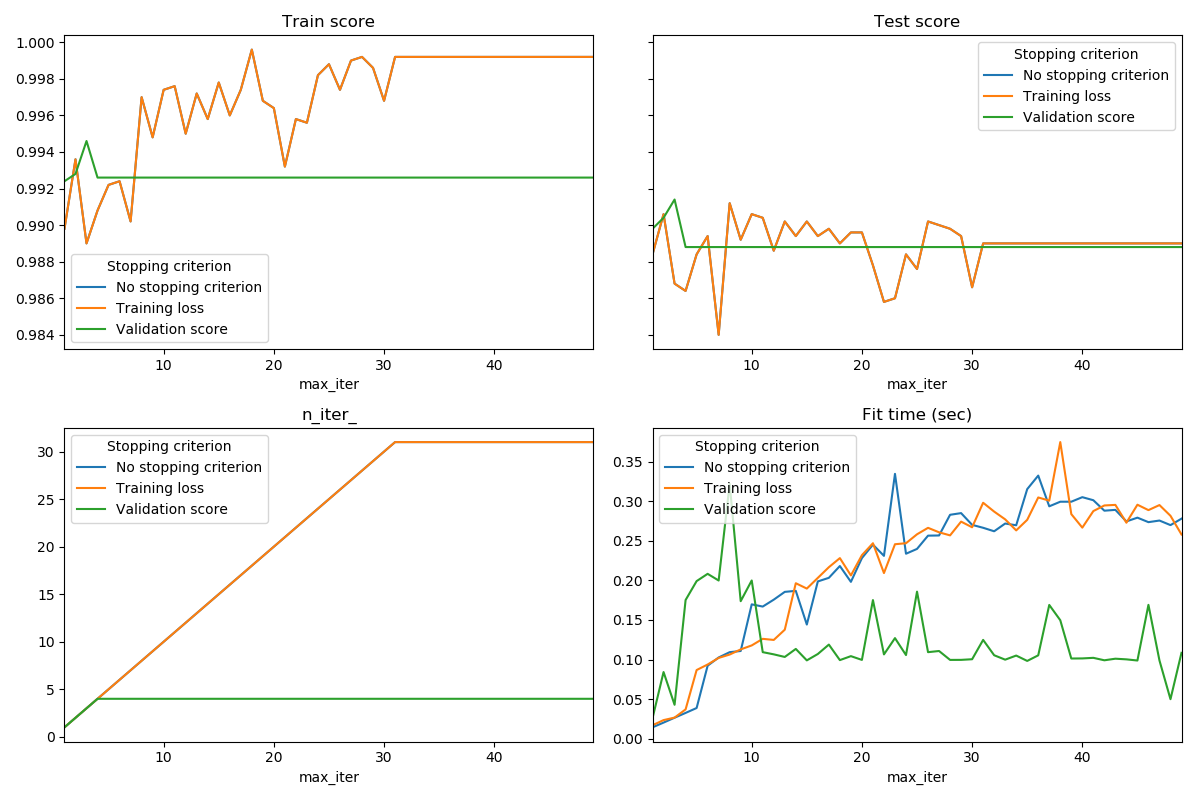 Train score
1.000
0.998
0.996
0.994
0.992
0.990
0.988
0.986
0.984
Stopping criterion
No stopping criterion
Training loss
Validation score
10
20
30
40
max_iter
Test score
Stopping criterion
No stopping criterion
Training loss
Validation score
10
20
30
40
max_iter
n_iter_
30
25
20
15
10
5
0
Stopping criterion
No stopping criterion
Training loss
Validation score
10
20
30
40
max_iter
Fit time (sec)
0.35
0.30
0.25
0.20
0.15
0.10
0.05
0.00
Stopping criterion
No stopping criterion
Training loss
Validation score
10
20
30
40
max_iter